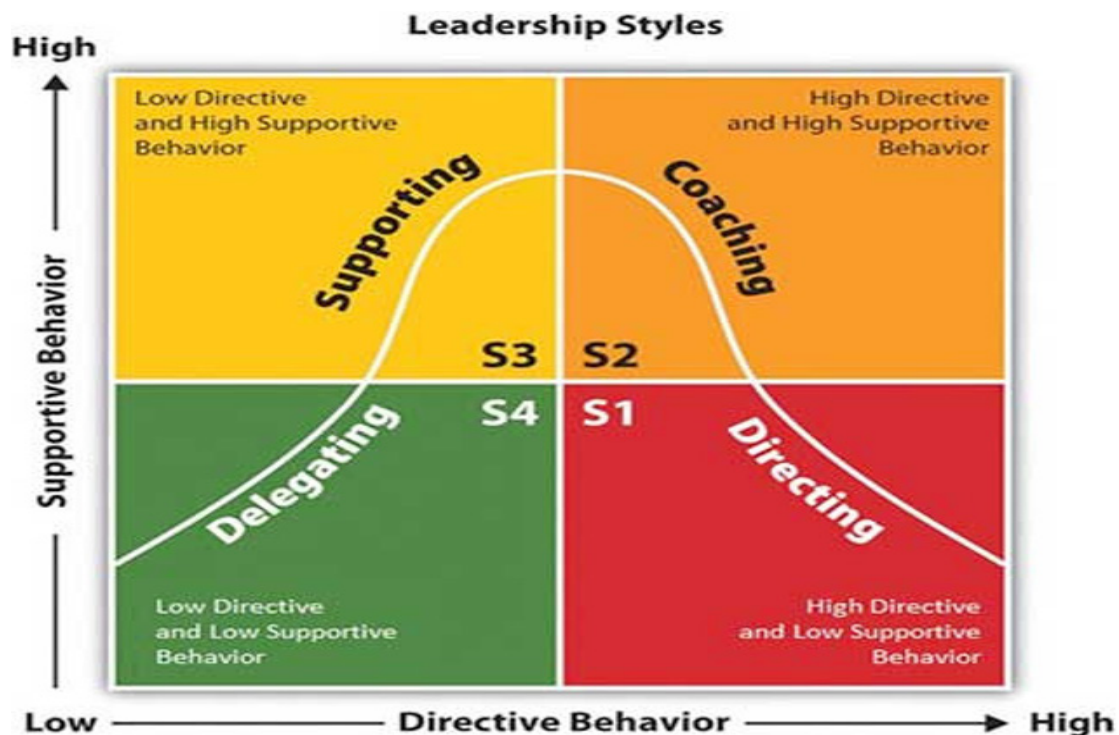 Leadership Styles
High
Low Directive
and High Supportive
Behavior
High Directive
and High Supportive
Behavior
Supporting
Coaching
S3
S2
Supportive Behavior
S4
S1
Delegating
Directing
Low Directive
and Low Supportive
Behavior
High Directive
and Low Supportive
Behavior
Low
Directive Behavior
High